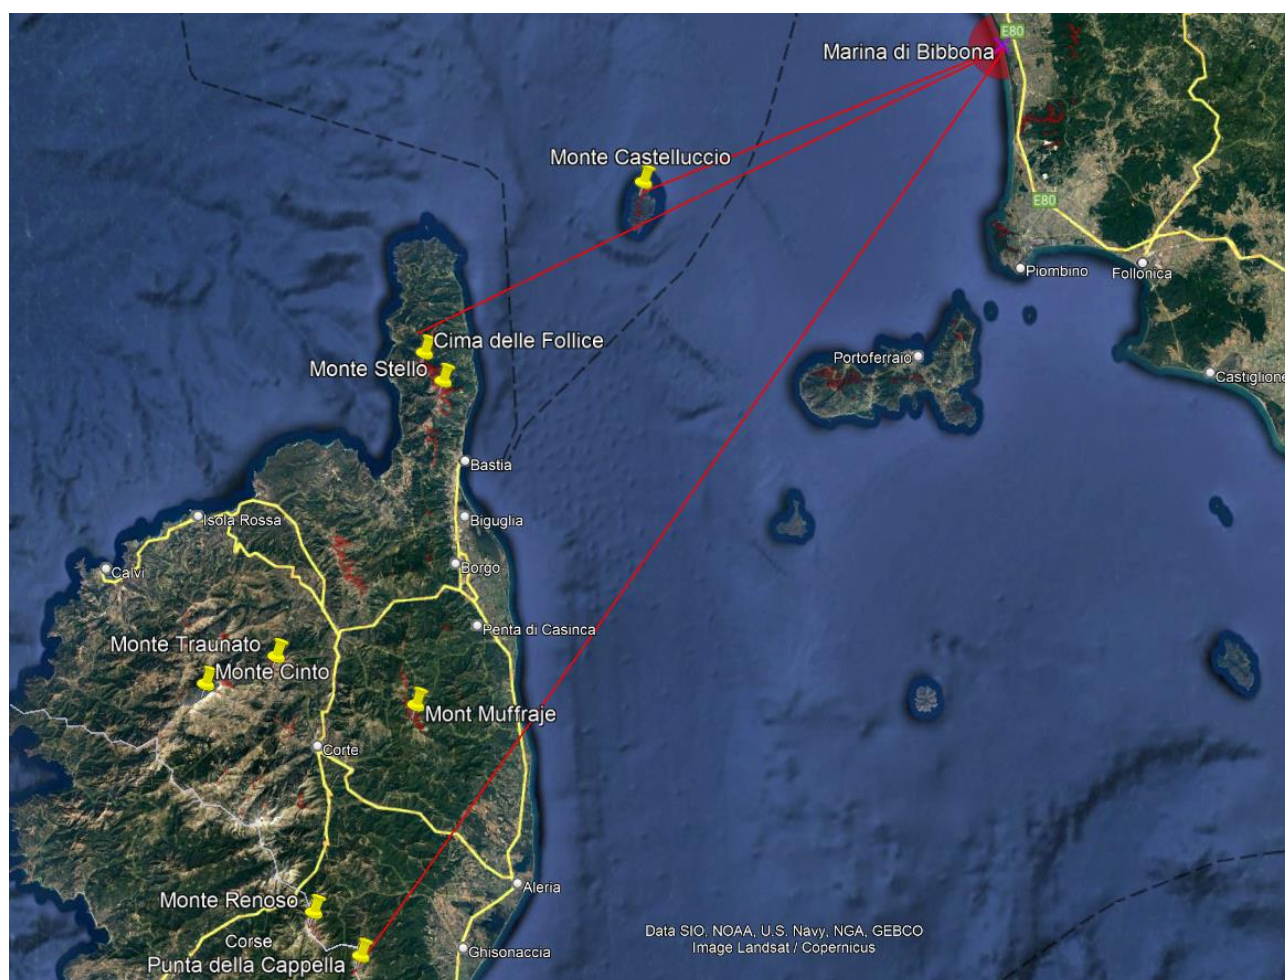 E80
Marina di Bibbona
Monte Castelluccio
E80
Piombino
Follonica
Cima delle Follice
Portoferraio
Monte Stello
Castiglione
Bastia
Isola Rossa
Biguglia
Calvi
Borgo
Penta di Casinca
Monte Traunato
Monte Cinto
Mont Muffraje
Corte
Aleria
Monte Renoso
Data SIO, NOAA, U.S. Navy, NGA, GEBCO
Image Landsat / Copernicus
Corse
Ghisonaccia
Punta della Cappella